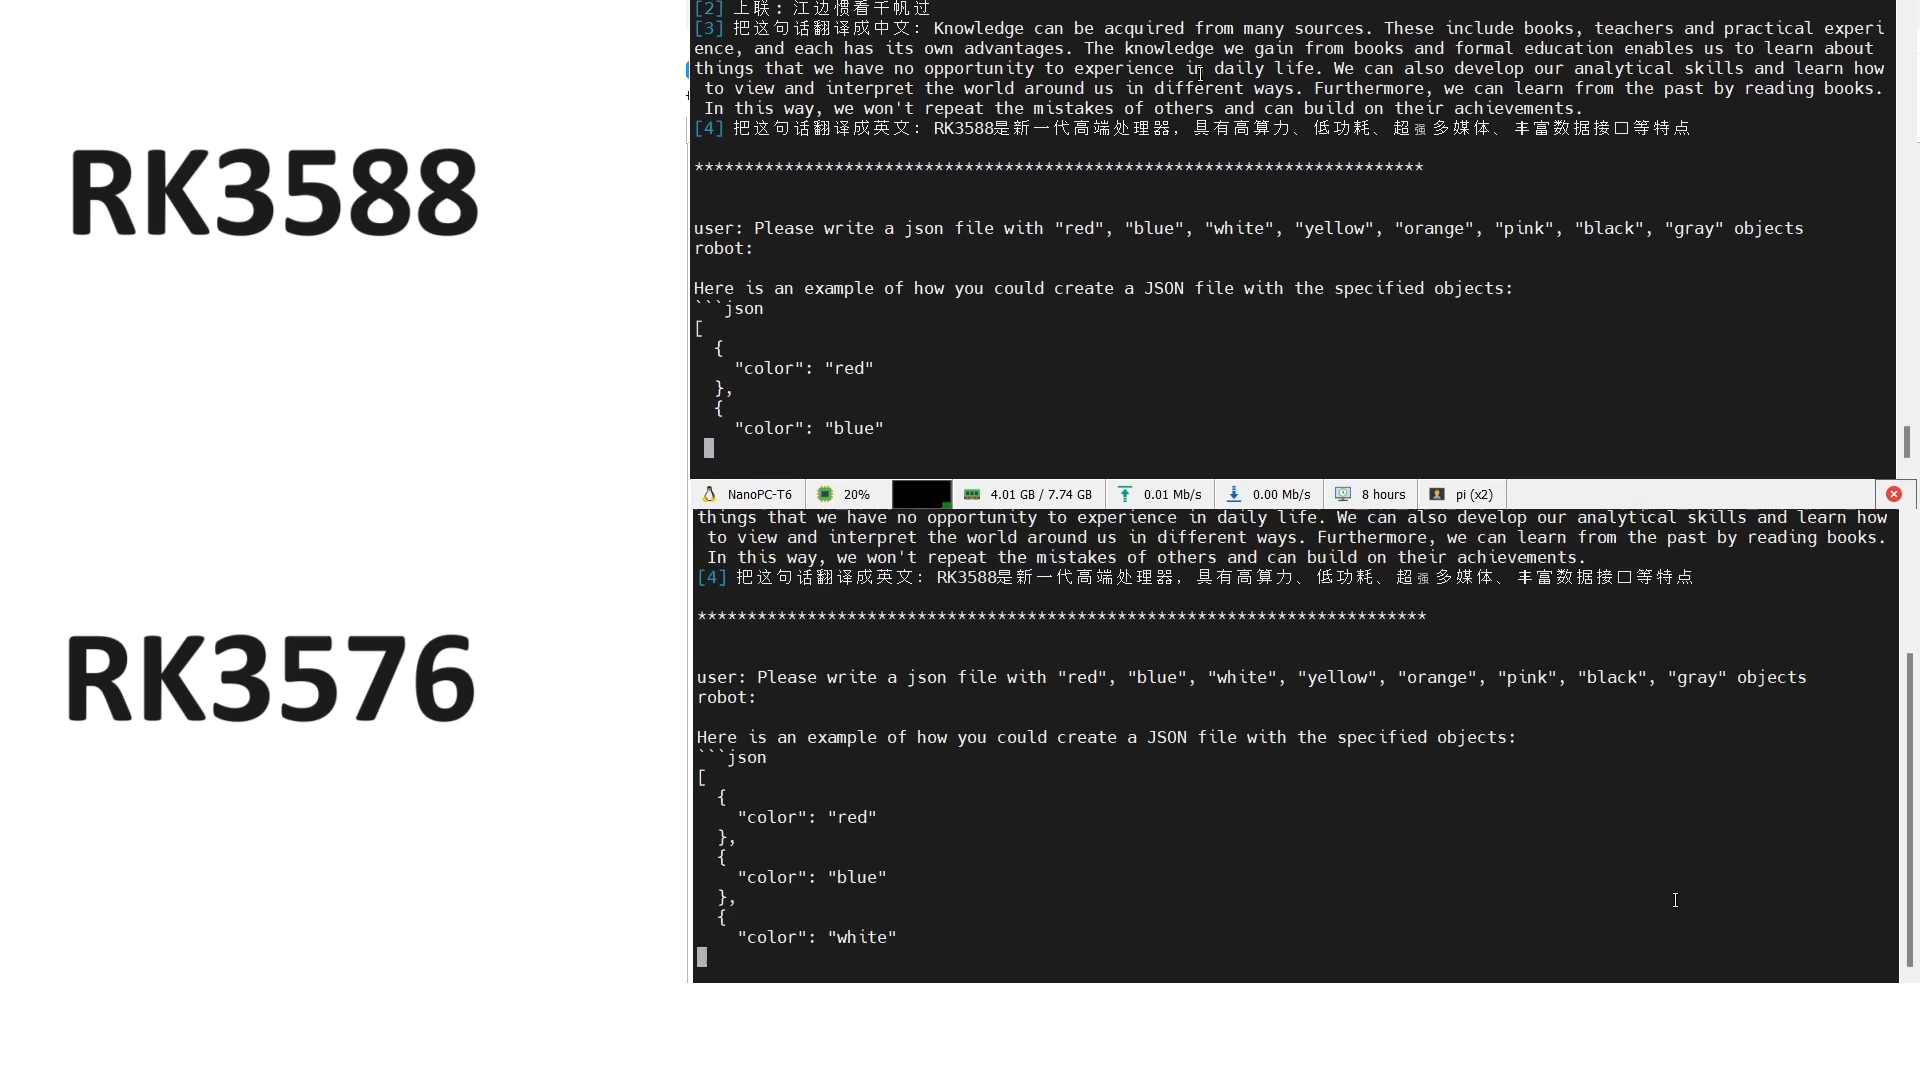 RK3588
[2] 上联: 江边惯看千帆过
[3] 把这句话翻译成中文: Knowledge can be acquired from many sources. These include books, teachers and practical experi
ence, and each has its own advantages. The knowledge we gain from books and formal education enables us to learn about
things that we have no opportunity to experience in daily life. We can also develop our analytical skills and learn how
to view and interpret the world around us in different ways. Furthermore, we can learn from the past by reading books.
In this way, we won't repeat the mistakes of others and can build on their achievements.
[4] 把这句话翻译成英文: RK3588是新一代高端处理器，具有高算力、低功耗、超强多媒体、丰富数据接口等特点
*************************************************************************
user: Please write a json file with "red", "blue", "white", "yellow", "orange", "pink", "black", "gray" objects
robot:
Here is an example of how you could create a JSON file with the specified objects:
```json
[
{
"color": "red"
},
{
"color": "blue"
NanoPC-T6 20% 4.01 GB / 7.74 GB 0.01 Mb/s 0.00 Mb/s 8 hours pi (x2)
RK3576
things that we have no opportunity to experience in daily life. We can also develop our analytical skills and learn how
to view and interpret the world around us in different ways. Furthermore, we can learn from the past by reading books.
In this way, we won't repeat the mistakes of others and can build on their achievements.
[4] 把这句话翻译成英文: RK3588是新一代高端处理器，具有高算力、低功耗、超强多媒体、丰富数据接口等特点
*************************************************************************
user: Please write a json file with "red", "blue", "white", "yellow", "orange", "pink", "black", "gray" objects
robot:
Here is an example of how you could create a JSON file with the specified objects:
```json
[
{
"color": "red"
},
{
"color": "blue"
},
{
"color": "white"